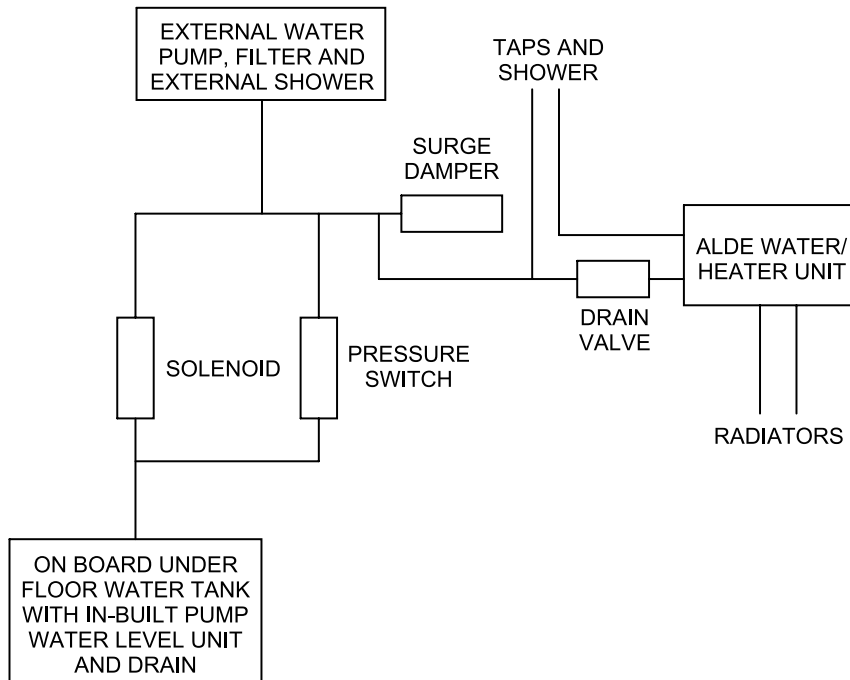 EXTERNAL WATER
PUMP, FILTER AND
EXTERNAL SHOWER
TAPS AND
SHOWER
SURGE
DAMPER
ALDE WATER/
HEATER UNIT
DRAIN
VALVE
SOLENOID
PRESSURE
SWITCH
RADIATORS
ON BOARD UNDER
FLOOR WATER TANK
WITH IN-BUILT PUMP
WATER LEVEL UNIT
AND DRAIN